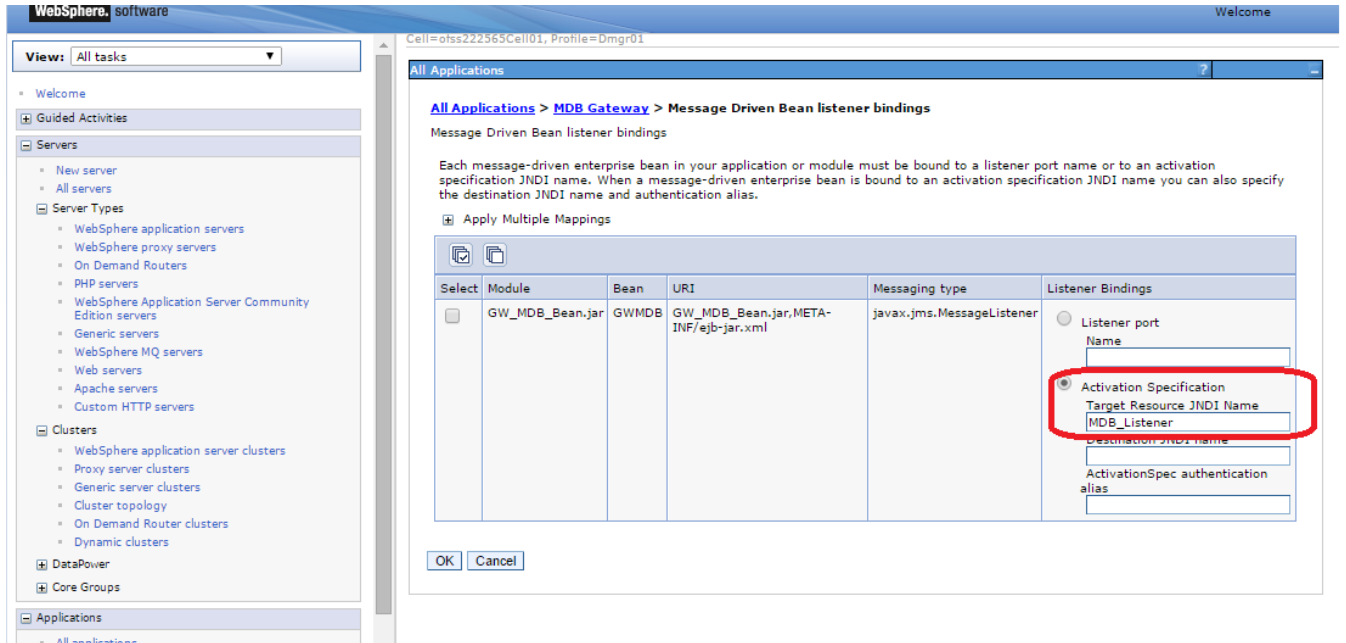 WebSphere. software
Welcome
View: All tasks
Welcome
Guided Activities
Servers
New server
All servers
Server Types
WebSphere application servers
WebSphere proxy servers
On Demand Routers
PHP servers
WebSphere Application Server Community
Edition servers
Generic servers
WebSphere MQ servers
Web servers
Apache servers
Custom HTTP servers
Clusters
WebSphere application server clusters
Proxy server clusters
Generic server clusters
Cluster topology
On Demand Router clusters
Dynamic clusters
DataPower
Core Groups
Applications
All applications
Cell=ofss222565Cell01, Profile=Dmgr01
All Applications
?
All Applications > MDB Gateway > Message Driven Bean listener bindings
Message Driven Bean listener bindings
Each message-driven enterprise bean in your application or module must be bound to a listener port name or to an activation
specification JNDI name. When a message-driven enterprise bean is bound to an activation specification JNDI name you can also specify
the destination JNDI name and authentication alias.
Apply Multiple Mappings
Select Module Bean URI Messaging type Listener Bindings
GW_MDB_Bean.jar GWMDB GW_MDB_Bean.jar,META-
INF/ejb-jar.xml
javax.jms.MessageListener
Listener port
Name
Activation Specification
Target Resource JNDI Name
MDB_Listener
Destination JNDI name
ActivationSpec authentication
alias
OK Cancel